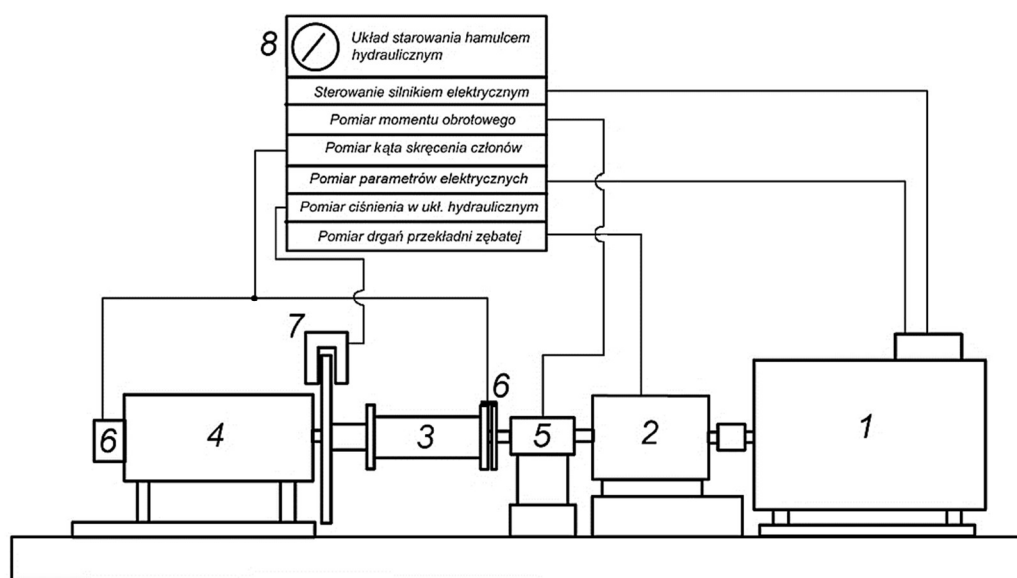 8
Układ starowania hamulcem
hydraulicznym
Sterowanie silnikiem elektrycznym
Pomiar momentu obrotowego
Pomiar kąta skręcenia członów
Pomiar parametrów elektrycznych
Pomiar ciśnienia w ukł. hydraulicznym
Pomiar drgań przekładni zębatej
7
6
6
4
3
5
2
1